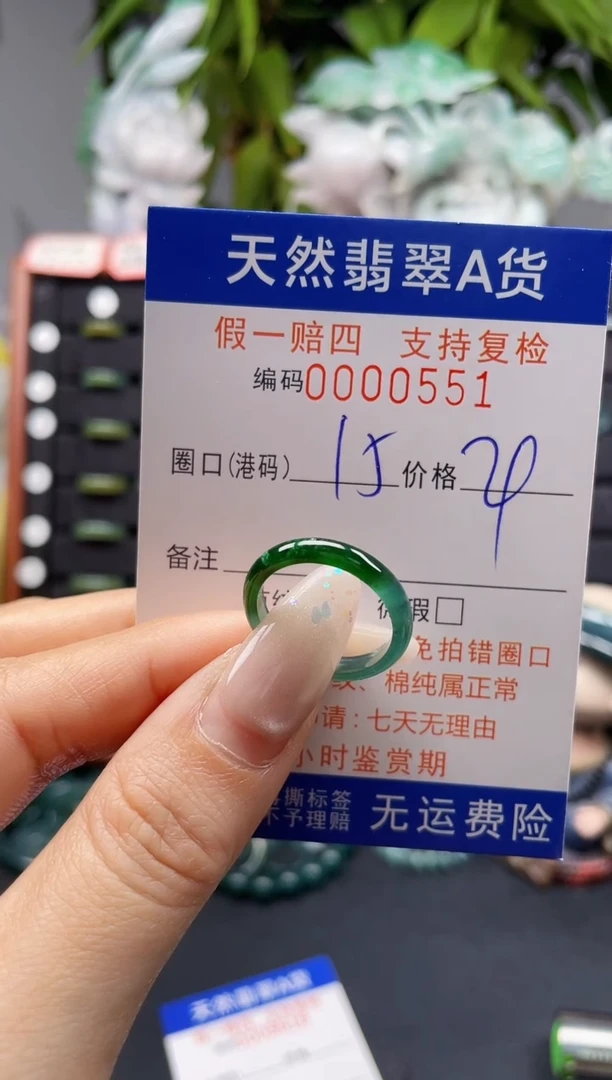 天然翡翠A货
假一赔四 支持复检
编码0000551
圈口(港码) 15 价格
备注
微瑕□
免拍错圈口
纹、棉纯属正常
请:七天无理由
小时鉴赏期
撕标签
不予理赔
无运费险
天然翡翠A货